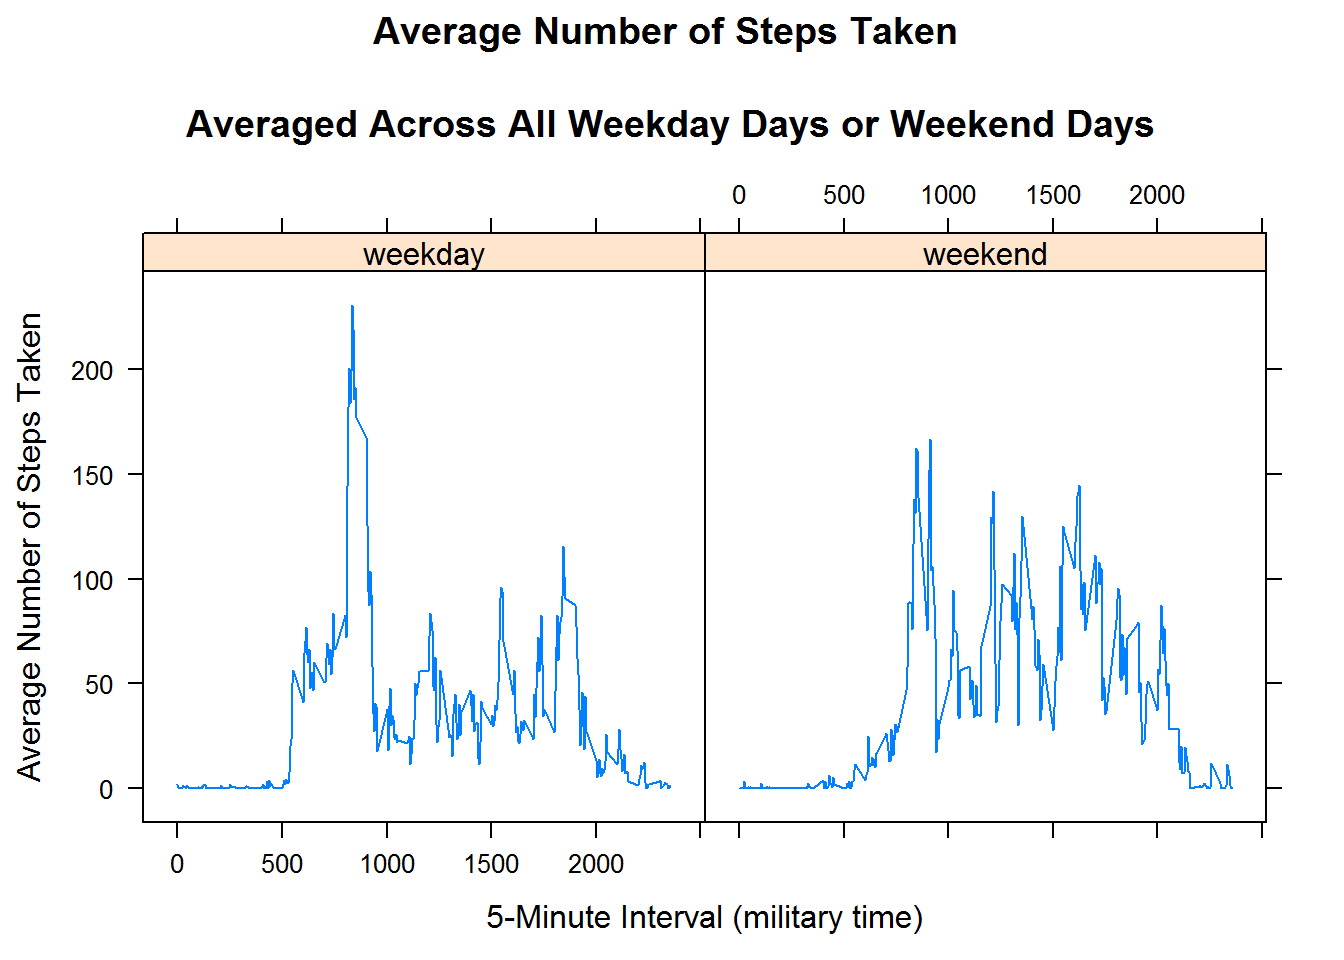 Average Number of Steps Taken
Averaged Across All Weekday Days or Weekend Days
0 500 1000 1500 2000
weekday weekend
Average Number of Steps Taken
200
150
100
50
0
0 500 1000 1500 2000
5-Minute Interval (military time)